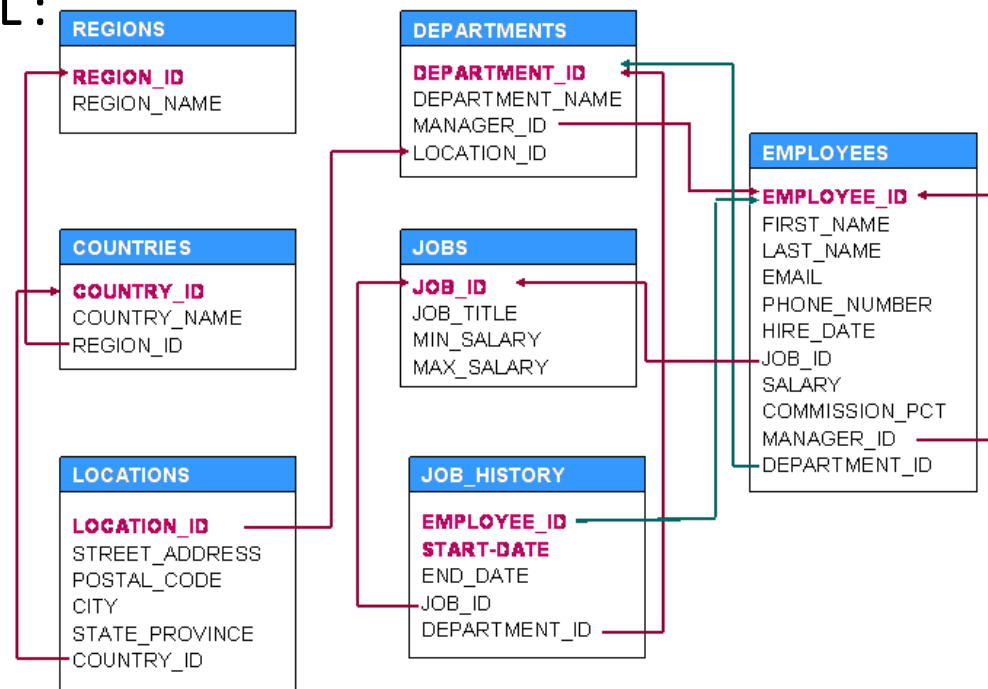 L:
REGIONS
REGION_ID
REGION_NAME
DEPARTMENTS
DEPARTMENT_ID
DEPARTMENT_NAME
MANAGER_ID
LOCATION_ID
EMPLOYEES
EMPLOYEE_ID
FIRST_NAME
LAST_NAME
EMAIL
PHONE_NUMBER
HIRE_DATE
JOB_ID
SALARY
COMMISSION_PCT
MANAGER_ID
DEPARTMENT_ID
COUNTRIES
COUNTRY_ID
COUNTRY_NAME
REGION_ID
JOBS
JOB_ID
JOB_TITLE
MIN_SALARY
MAX_SALARY
LOCATIONS
LOCATION_ID
STREET_ADDRESS
POSTAL_CODE
CITY
STATE_PROVINCE
COUNTRY_ID
JOB_HISTORY
EMPLOYEE_ID
START-DATE
END_DATE
JOB_ID
DEPARTMENT_ID